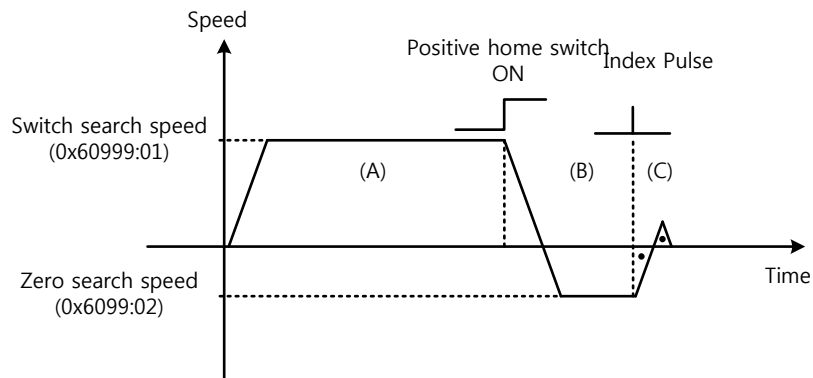 Speed
Positive home switch
ON
Index Pulse
Switch search speed
(0x60999:01)
(A)
(B)
(C)
Zero search speed
(0x6099:02)
Time